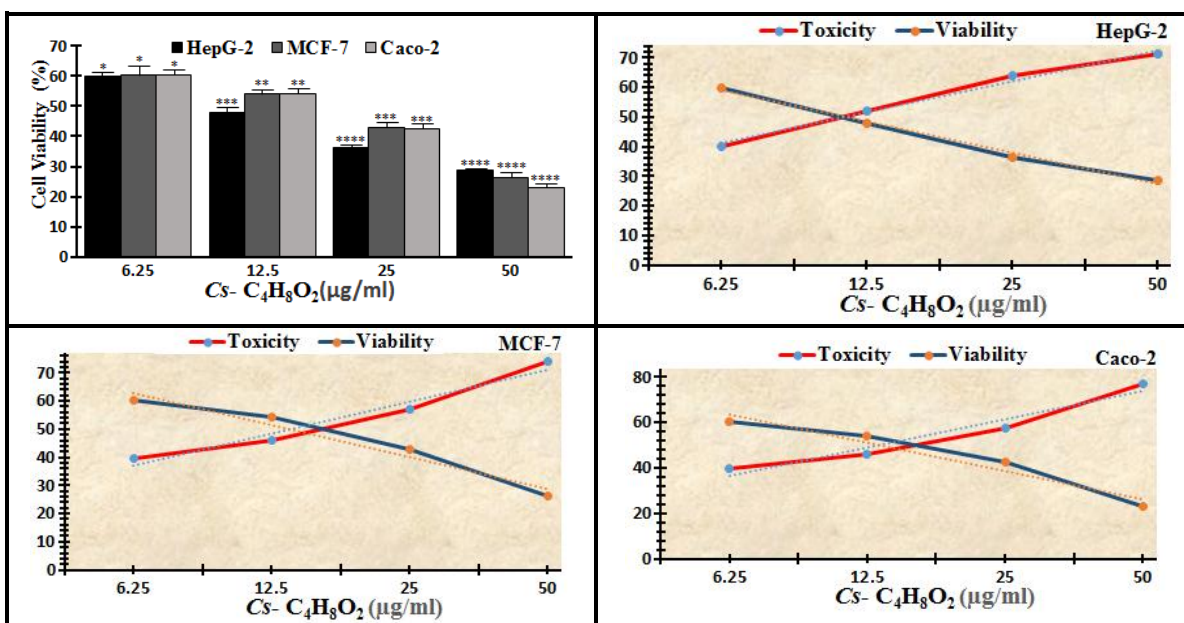 HepG-2 MCF-7 Caco-2
Cell Viability (%)
70
60
50
40
30
20
10
0
* * *
*** ** **
**** *** ***
**** **** ****
6.25 12.5 25 50
Cs- C₄H₈O₂(µg/ml)
Toxicity Viability HepG-2
70
60
50
40
30
20
10
0
6.25 12.5 25 50
Cs- C₄H₈O₂ (µg/ml)
Toxicity Viability MCF-7
70
60
50
40
30
20
10
0
6.25 12.5 25 50
Cs- C₄H₈O₂ (µg/ml)
Toxicity Viability Caco-2
80
60
40
20
0
6.25 12.5 25 50
Cs- C₄H₈O₂ (µg/ml)